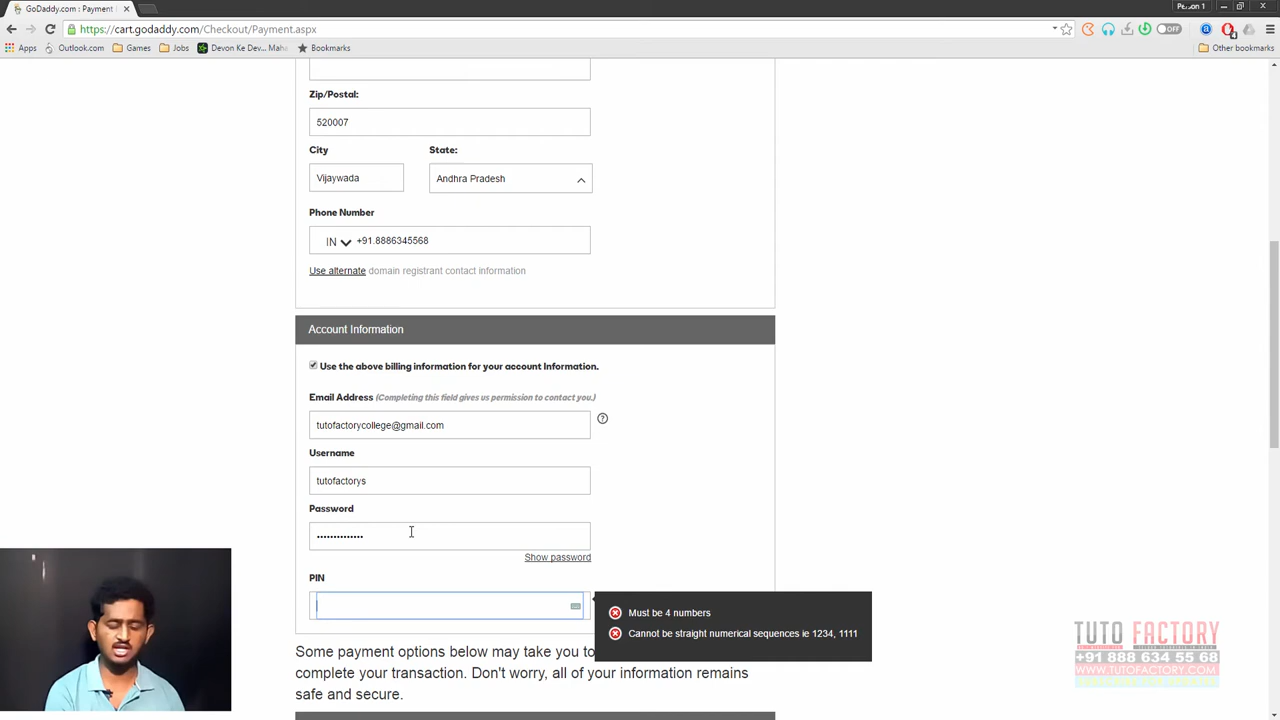 GoDaddy.com: Payment
Person 1
https://cart.godaddy.com/Checkout/Payment.aspx
OFF
Apps Outlook.com Games Jobs Devon Ke Dev... Mah Bookmarks Other bookmarks
Zip/Postal:
520007
City State:
Vijaywada Andhra Pradesh
Phone Number
IN +91.8886345568
Use alternate domain registrant contact information
Account Information
Use the above billing information for your account Information.
Email Address (Completing this field gives us permission to contact you.)
tutofactorycollege@gmail.com
Username
tutofactorys
Password
..............
Show password
PIN
Must be 4 numbers
Cannot be straight numerical sequences ie 1234, 1111
Some payment options below may take you to
complete your transaction. Don't worry, all of your information remains
safe and secure.
TUTO FACTORY
+91 888 634 55 68
WWW.TUTOFACTORY.COM